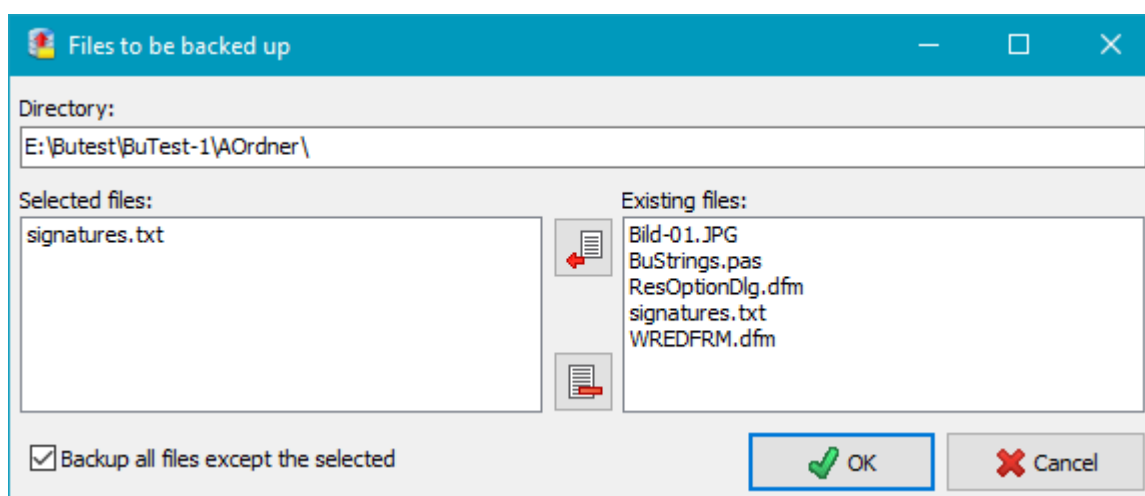 Files to be backed up
Directory:
E:\Butest\BuTest-1\AOrdner\
Selected files:
signatures.txt
Existing files:
Bild-01.JPG
BuStrings.pas
ResOptionDlg.dfm
signatures.txt
WREDFRM.dfm
Backup all files except the selected
OK
Cancel